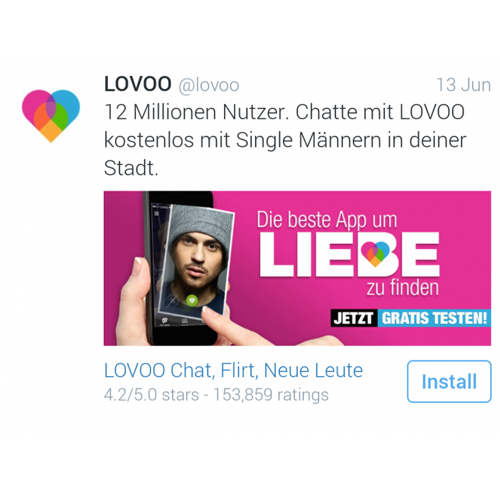 LOVOO @lovoo 13 Jun
12 Millionen Nutzer. Chatte mit LOVOO
kostenlos mit Single Männern in deiner
Stadt.
Die beste App um
LIEBE
zu finden
JETZT GRATIS TESTEN!
LOVOO Chat, Flirt, Neue Leute
4.2/5.0 stars - 153,859 ratings
Install